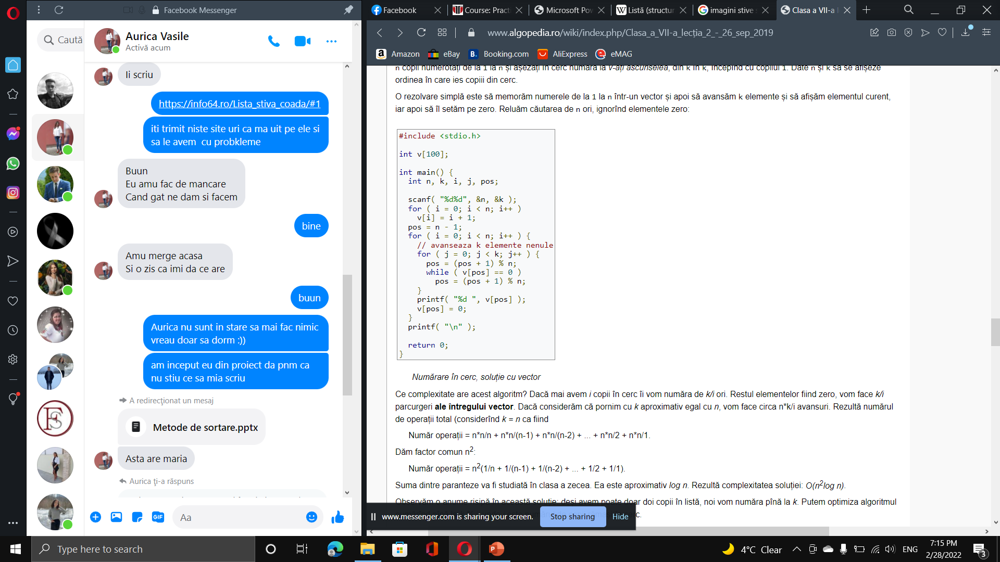 Facebook Messenger
Caută
Aurica Vasile
Activă acum
Ii scriu
https://info64.ro/Lista_stiva_coada/#1
iti trimit niste site uri ca ma uit pe ele si
sa le avem cu probkleme
Buun
Eu amu fac de mancare
Cand gat ne dam si facem
bine
Amu merge acasa
Si o zis ca imi da ce are
buun
Aurica nu sunt in stare sa mai fac nimic
vreau doar sa dorm :))
am inceput eu din proiect da pnm ca
nu stiu ce sa mia scriu
A redirecţionat un mesaj
Metode de sortare.pptx
Asta are maria
Aurica ţi-a răspuns
GIF
Aa
FS
Facebook
Course: Practi
Microsoft Pow
W Listă (structur
G imagini stive
Clasa a VII-a l
www.algopedia.ro/wiki/index.php/Clasa_a_VII-a_lecția_2_-_26_sep_2019
a Amazon
eBay
B. Booking.com
AliExpress
eMAG
n copii numerotați de la 1 la n și așezați în cerc numără la v-ați ascunselea, din k în k, începînd cu copilul 1. Date n și k să se afișeze
ordinea în care ies copiii din cerc.
O rezolvare simplă este să memorăm numerele de la 1 la n într-un vector și apoi să avansăm k elemente și să afișăm elementul curent,
iar apoi să îl setăm pe zero. Reluăm căutarea de n ori, ignorînd elementele zero:
#include <stdio.h>
int v[100];
int main() {
int n, k, i, j, pos;
scanf( "%d%d", &n, &k );
for ( i = 0; i < n; i++ )
v[i] = i + 1;
pos = n - 1;
for ( i = 0; i < n; i++ ) {
// avanseaza k elemente nenule
for ( j = 0; j < k; j++ ) {
pos = (pos + 1) % n;
while ( v[pos] == 0 )
pos = (pos + 1) % n;
}
printf( "%d ", v[pos] );
v[pos] = 0;
}
printf( "\n" );
return 0;
}
Numărare în cerc, soluție cu vector
Ce complexitate are acest algoritm? Dacă mai avem i copii în cerc îi vom număra de k/i ori. Restul elementelor fiind zero, vom face k/i
parcurgeri ale întregului vector. Dacă considerăm că pornim cu k aproximativ egal cu n, vom face circa n*k/i avansuri. Rezultă numărul
de operații total (considerînd k = n ca fiind
Număr operații = n*n/n + n*n/(n-1) + n*n/(n-2) + ... + n*n/2 + n*n/1.
Dăm factor comun n²:
Număr operații = n²(1/n + 1/(n-1) + 1/(n-2) + ... + 1/2 + 1/1).
Suma dintre paranteze va fi studiată în clasa a zecea. Ea este aproximativ log n. Rezultă complexitatea soluției: O(n²log n).
Observăm o anume risipă în această soluție: deși avem poate doar doi copii în listă, noi vom număra pînă la k. Putem optimiza algoritmul
www.messenger.com is sharing your screen.
Stop sharing
Hide
Type here to search
P
4°C Clear
ENG
7:15 PM
2/28/2022
3